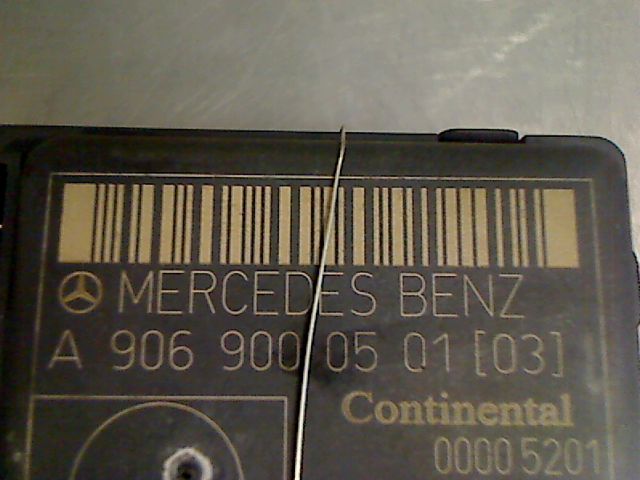 MERCEDES BENZ
A 906 900 05 01 [03]
Continental
0000 5201